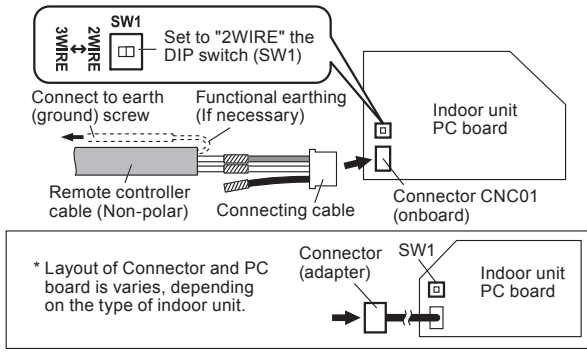 SW1
3WIRE
2WIRE
Set to "2WIRE" the
DIP switch (SW1)
Connect to earth
(ground) screw
Functional earthing
(If necessary)
Indoor unit
PC board
Remote controller
cable (Non-polar)
Connecting cable
Connector CNC01
(onboard)
* Layout of Connector and PC
board is varies, depending
on the type of indoor unit.
Connector
(adapter)
SW1
Indoor unit
PC board